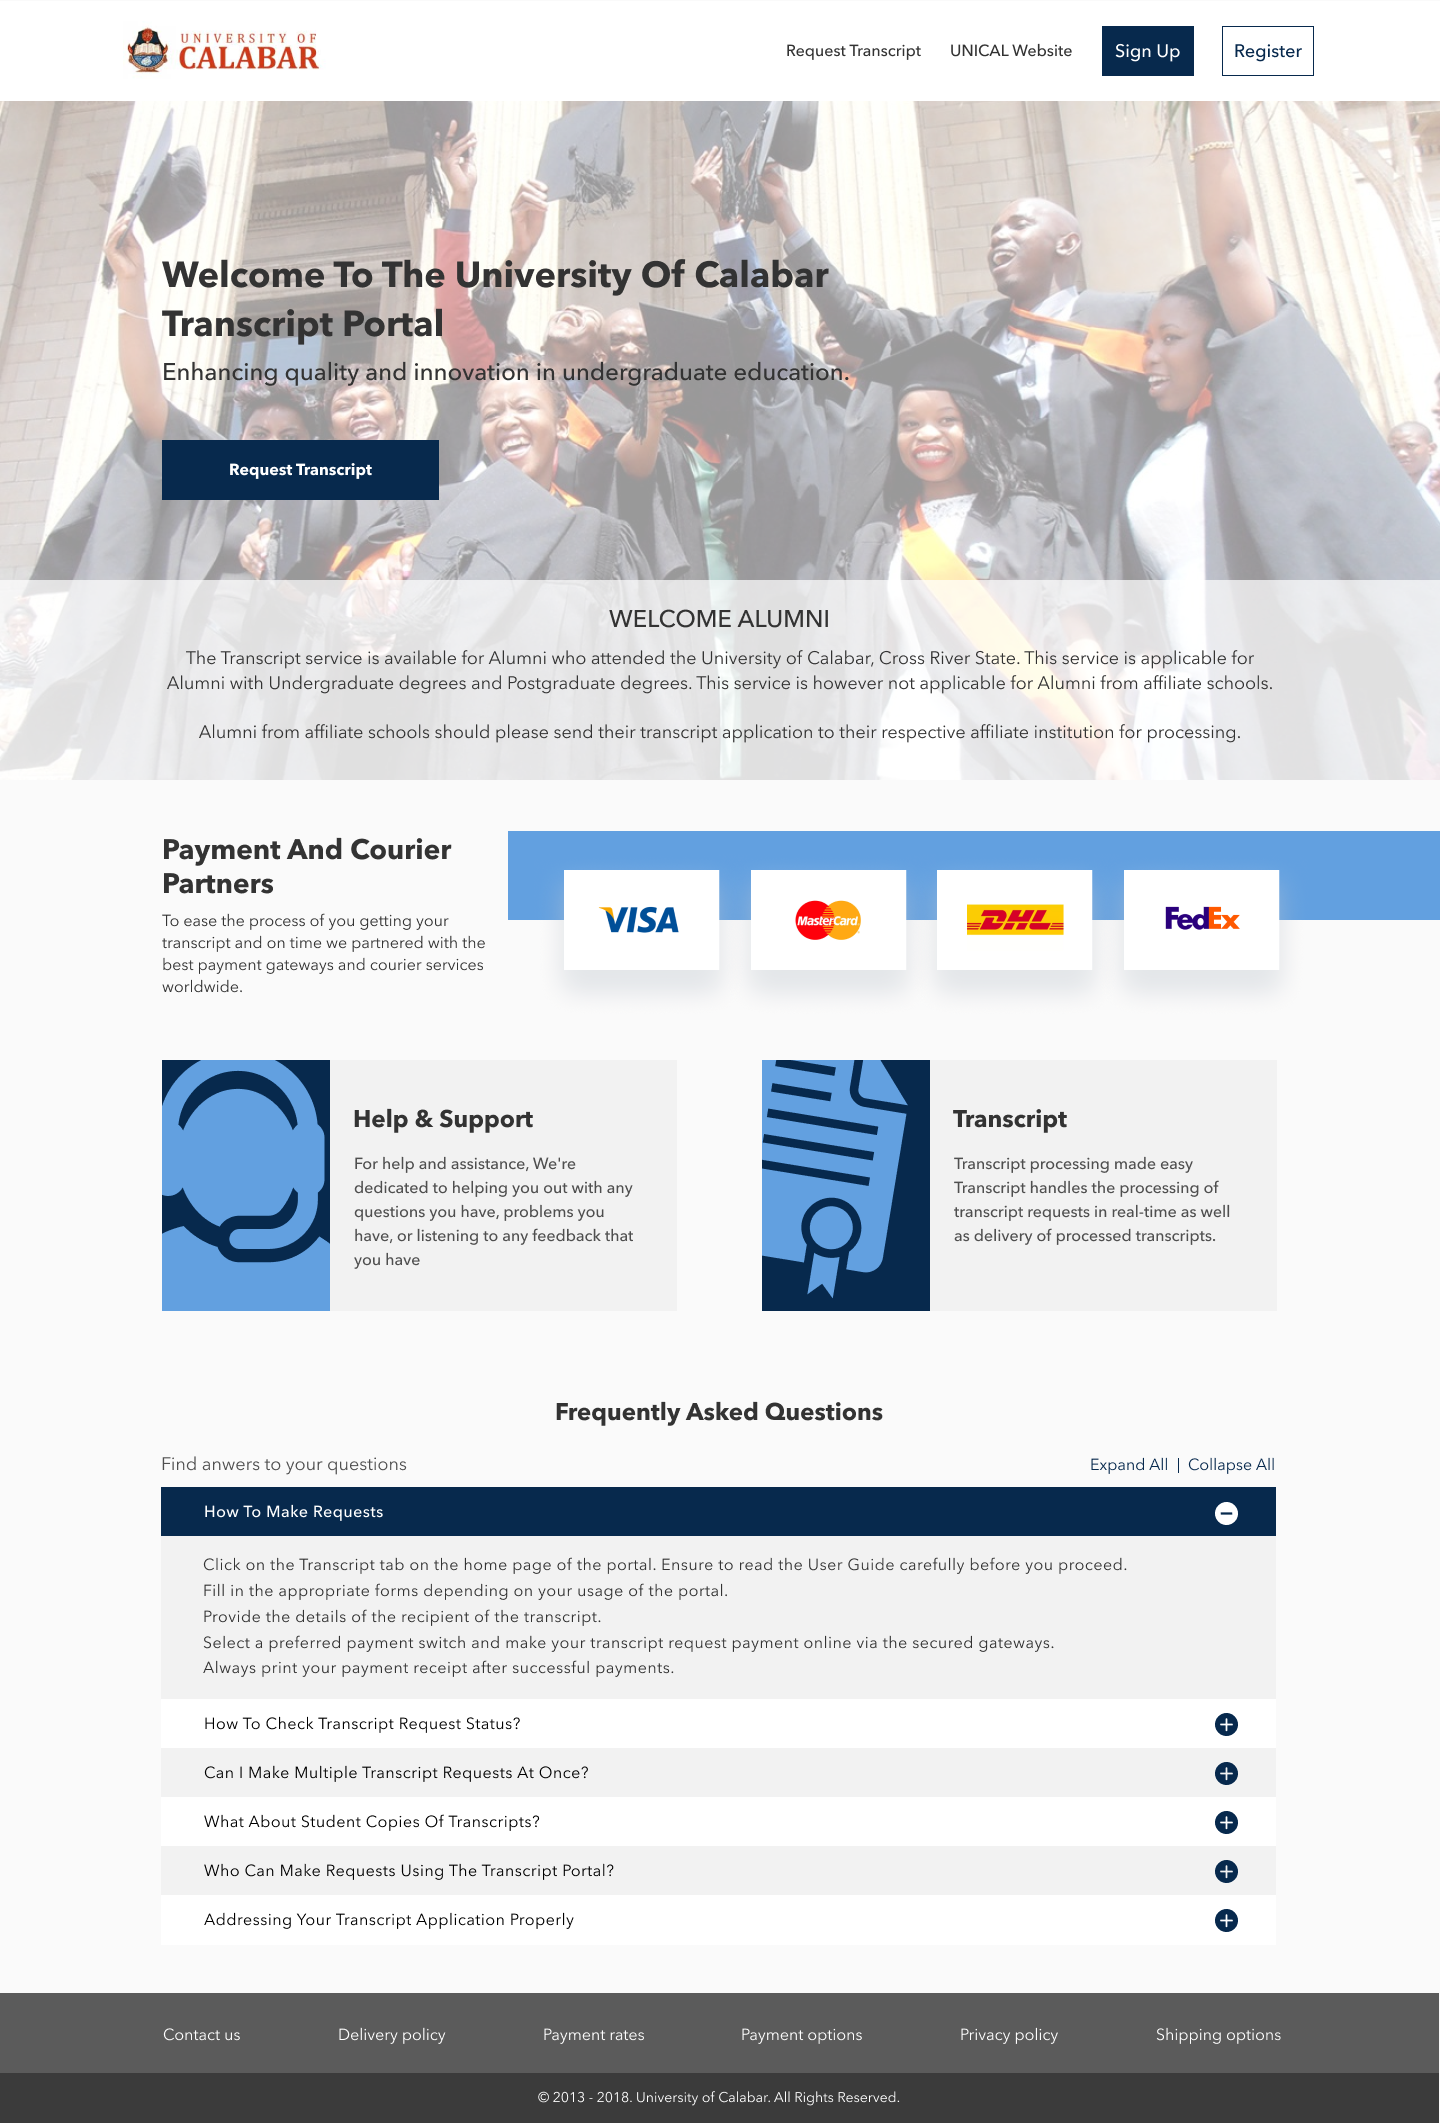 UNIVERSITY OF
CALABAR
Request Transcript
UNICAL Website
Sign Up
Register
Welcome To The University Of Calabar
Transcript Portal
Enhancing quality and innovation in undergraduate education.
Request Transcript
WELCOME ALUMNI
The Transcript service is available for Alumni who attended the University of Calabar, Cross River State. This service is applicable for
Alumni with Undergraduate degrees and Postgraduate degrees. This service is however not applicable for Alumni from affiliate schools.
Alumni from affiliate schools should please send their transcript application to their respective affiliate institution for processing.
Payment And Courier
Partners
To ease the process of you getting your
transcript and on time we partnered with the
best payment gateways and courier services
worldwide.
VISA
MasterCard
DHL
FedEx
Help & Support
For help and assistance, We're
dedicated to helping you out with any
questions you have, problems you
have, or listening to any feedback that
you have
Transcript
Transcript processing made easy
Transcript handles the processing of
transcript requests in real-time as well
as delivery of processed transcripts.
Frequently Asked Questions
Find anwers to your questions
Expand All | Collapse All
How To Make Requests
Click on the Transcript tab on the home page of the portal. Ensure to read the User Guide carefully before you proceed.
Fill in the appropriate forms depending on your usage of the portal.
Provide the details of the recipient of the transcript.
Select a preferred payment switch and make your transcript request payment online via the secured gateways.
Always print your payment receipt after successful payments.
How To Check Transcript Request Status?
Can I Make Multiple Transcript Requests At Once?
What About Student Copies Of Transcripts?
Who Can Make Requests Using The Transcript Portal?
Addressing Your Transcript Application Properly
Contact us
Delivery policy
Payment rates
Payment options
Privacy policy
Shipping options
© 2013 - 2018. University of Calabar. All Rights Reserved.